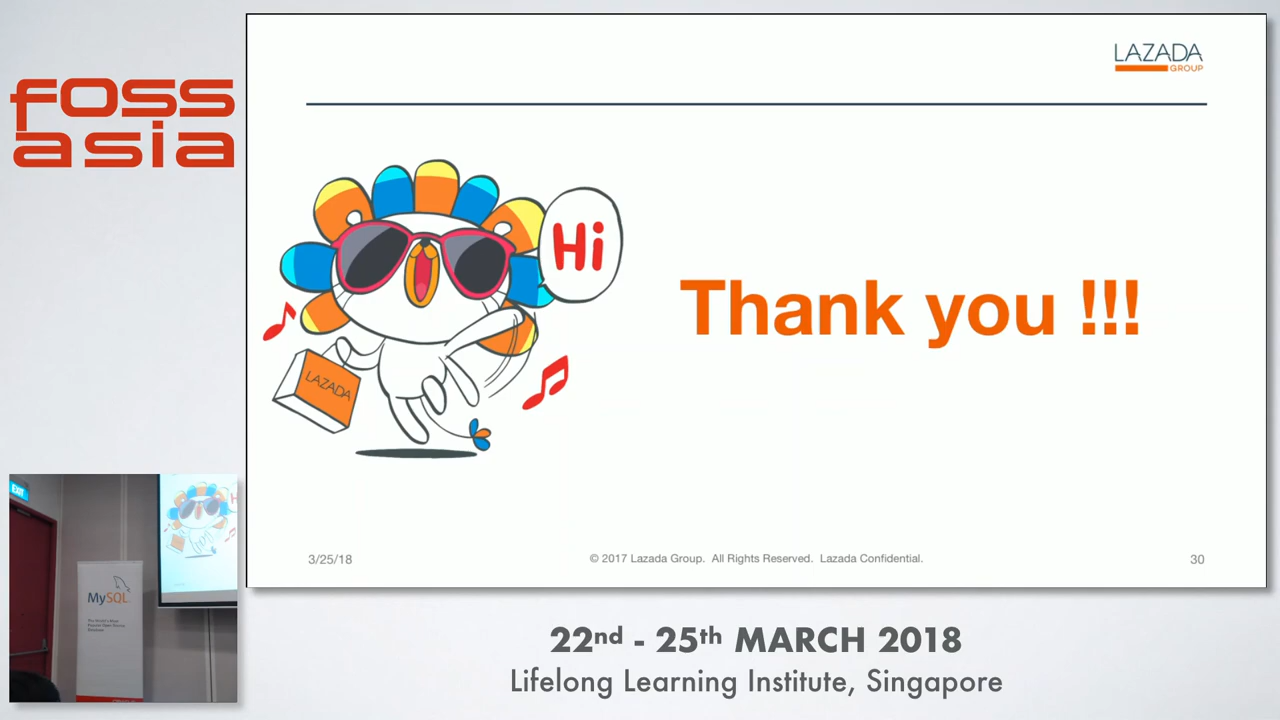 foss
asia
LAZADA
GROUP
Hi
Thank you !!!
LAZADA
3/25/18
© 2017 Lazada Group. All Rights Reserved. Lazada Confidential.
30
EXIT
MySQL
22nd - 25th MARCH 2018
Lifelong Learning Institute, Singapore